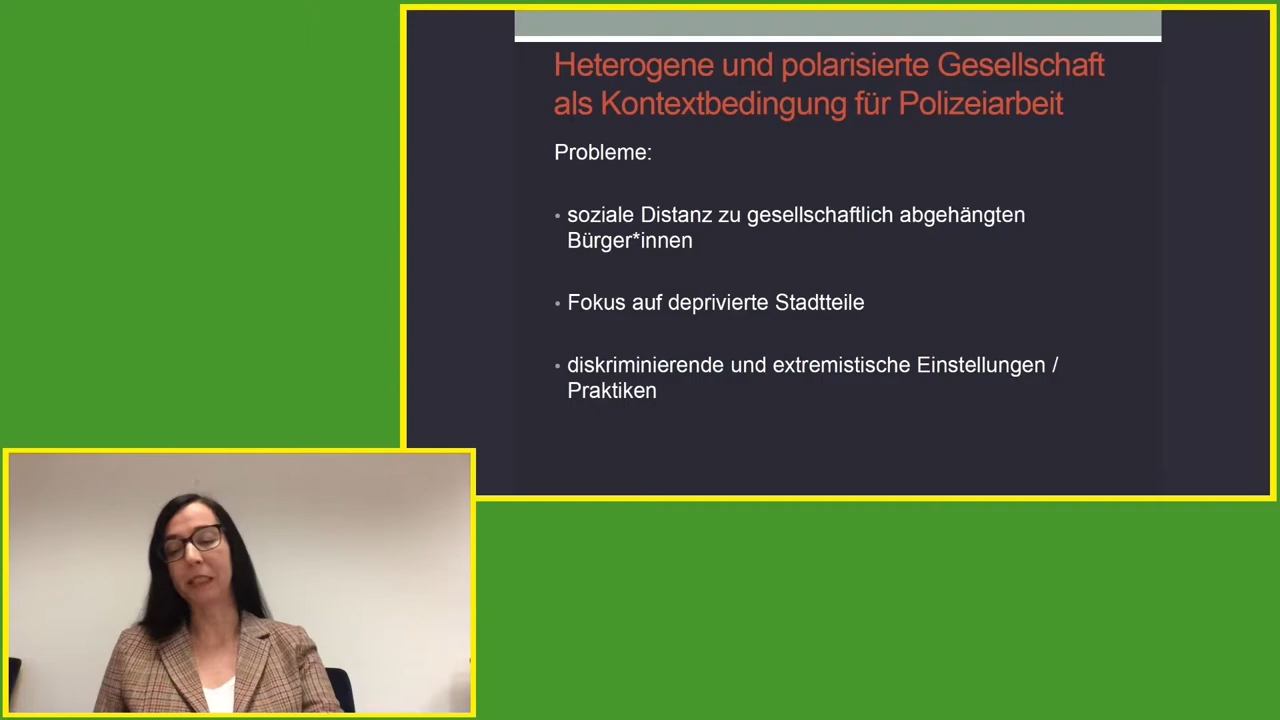 Heterogene und polarisierte Gesellschaft
als Kontextbedingung für Polizeiarbeit
Probleme:
• soziale Distanz zu gesellschaftlich abgehängten
Bürger*innen
• Fokus auf deprivierte Stadtteile
• diskriminierende und extremistische Einstellungen /
Praktiken